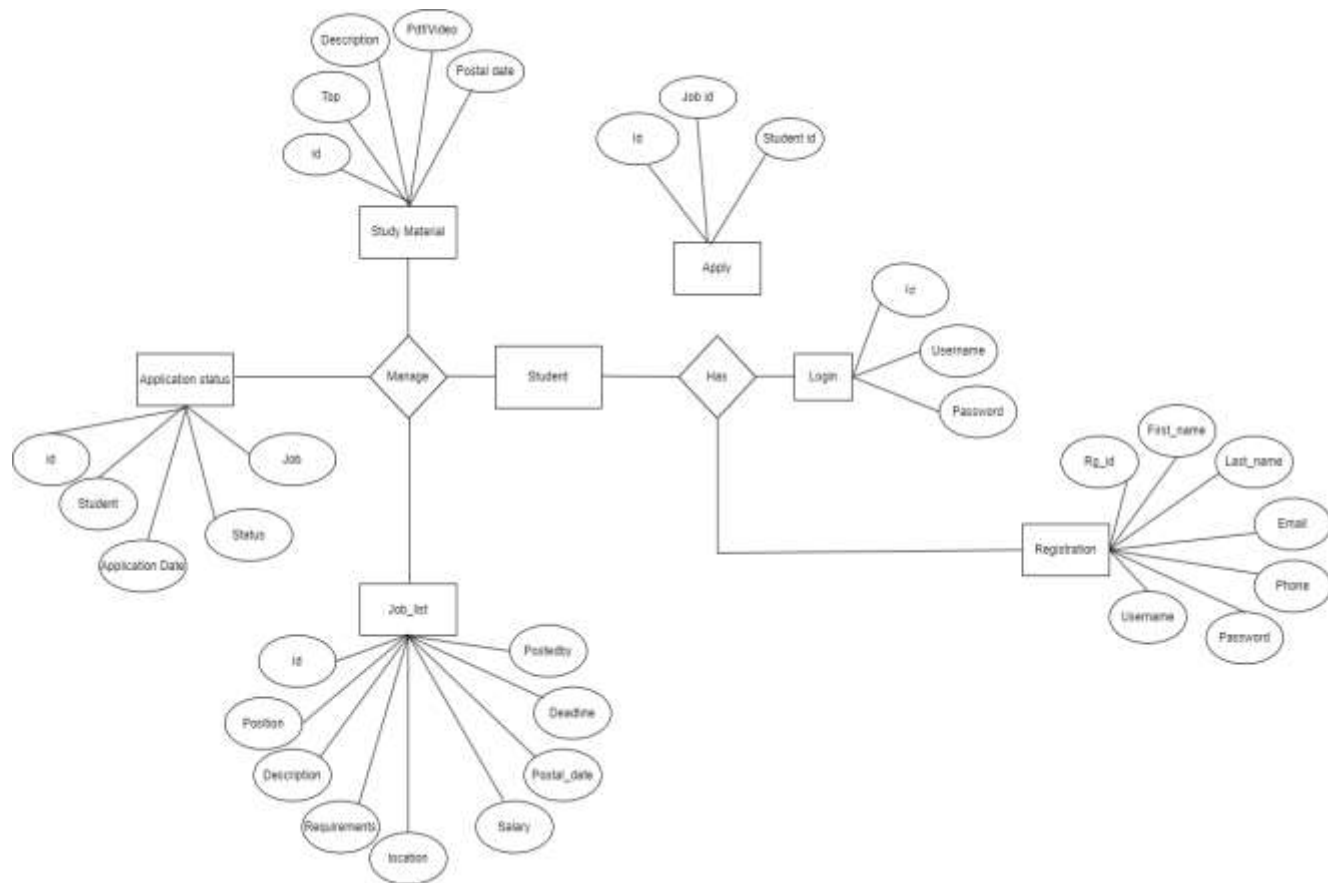 Description
Pdf/Video
Postal date
Top
Id
Study Material
Job id
Id
Student id
Apply
Application status
Manage
Student
Has
Login
Id
Username
Password
Id
Student
Application Date
Status
Job
Rg_id
First_name
Last_name
Email
Phone
Password
Username
Registration
Job_list
Id
Position
Description
Requirements
location
Salary
Postal_date
Deadline
Postedby